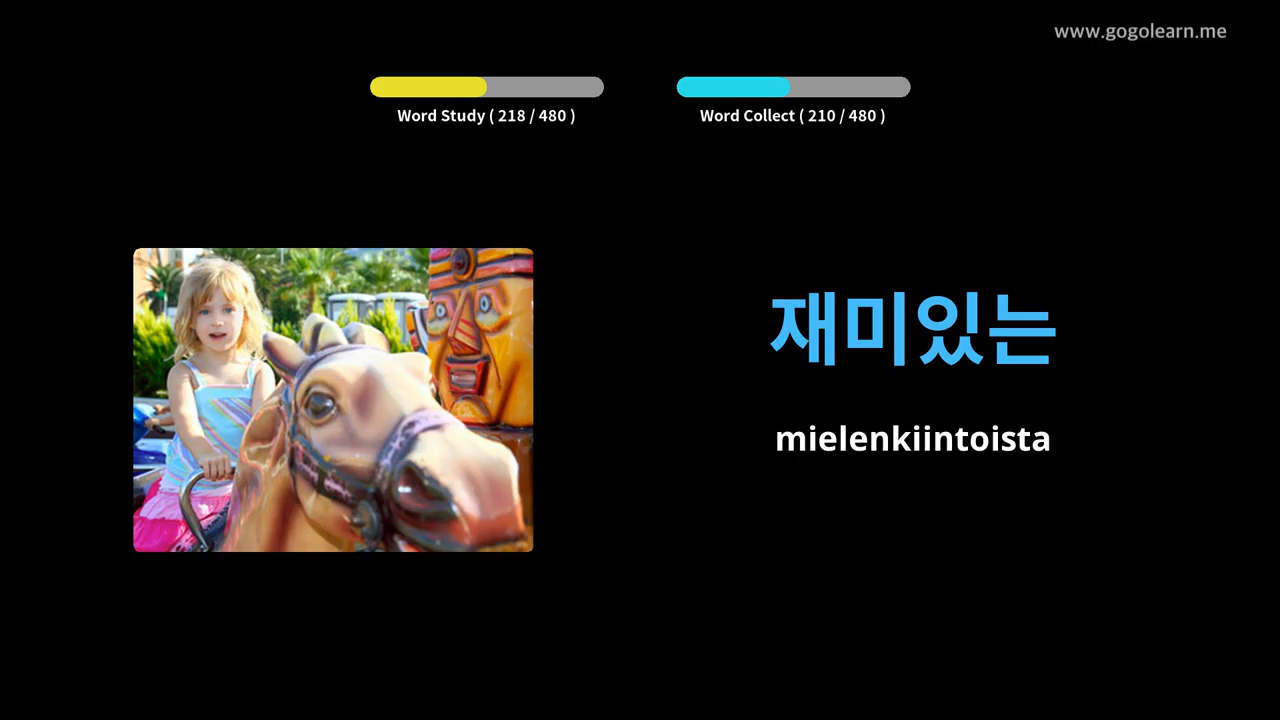 www.gogolearn.me
Word Study ( 218 / 480 )
Word Collect ( 210 / 480 )
재미있는
mielenkiintoista